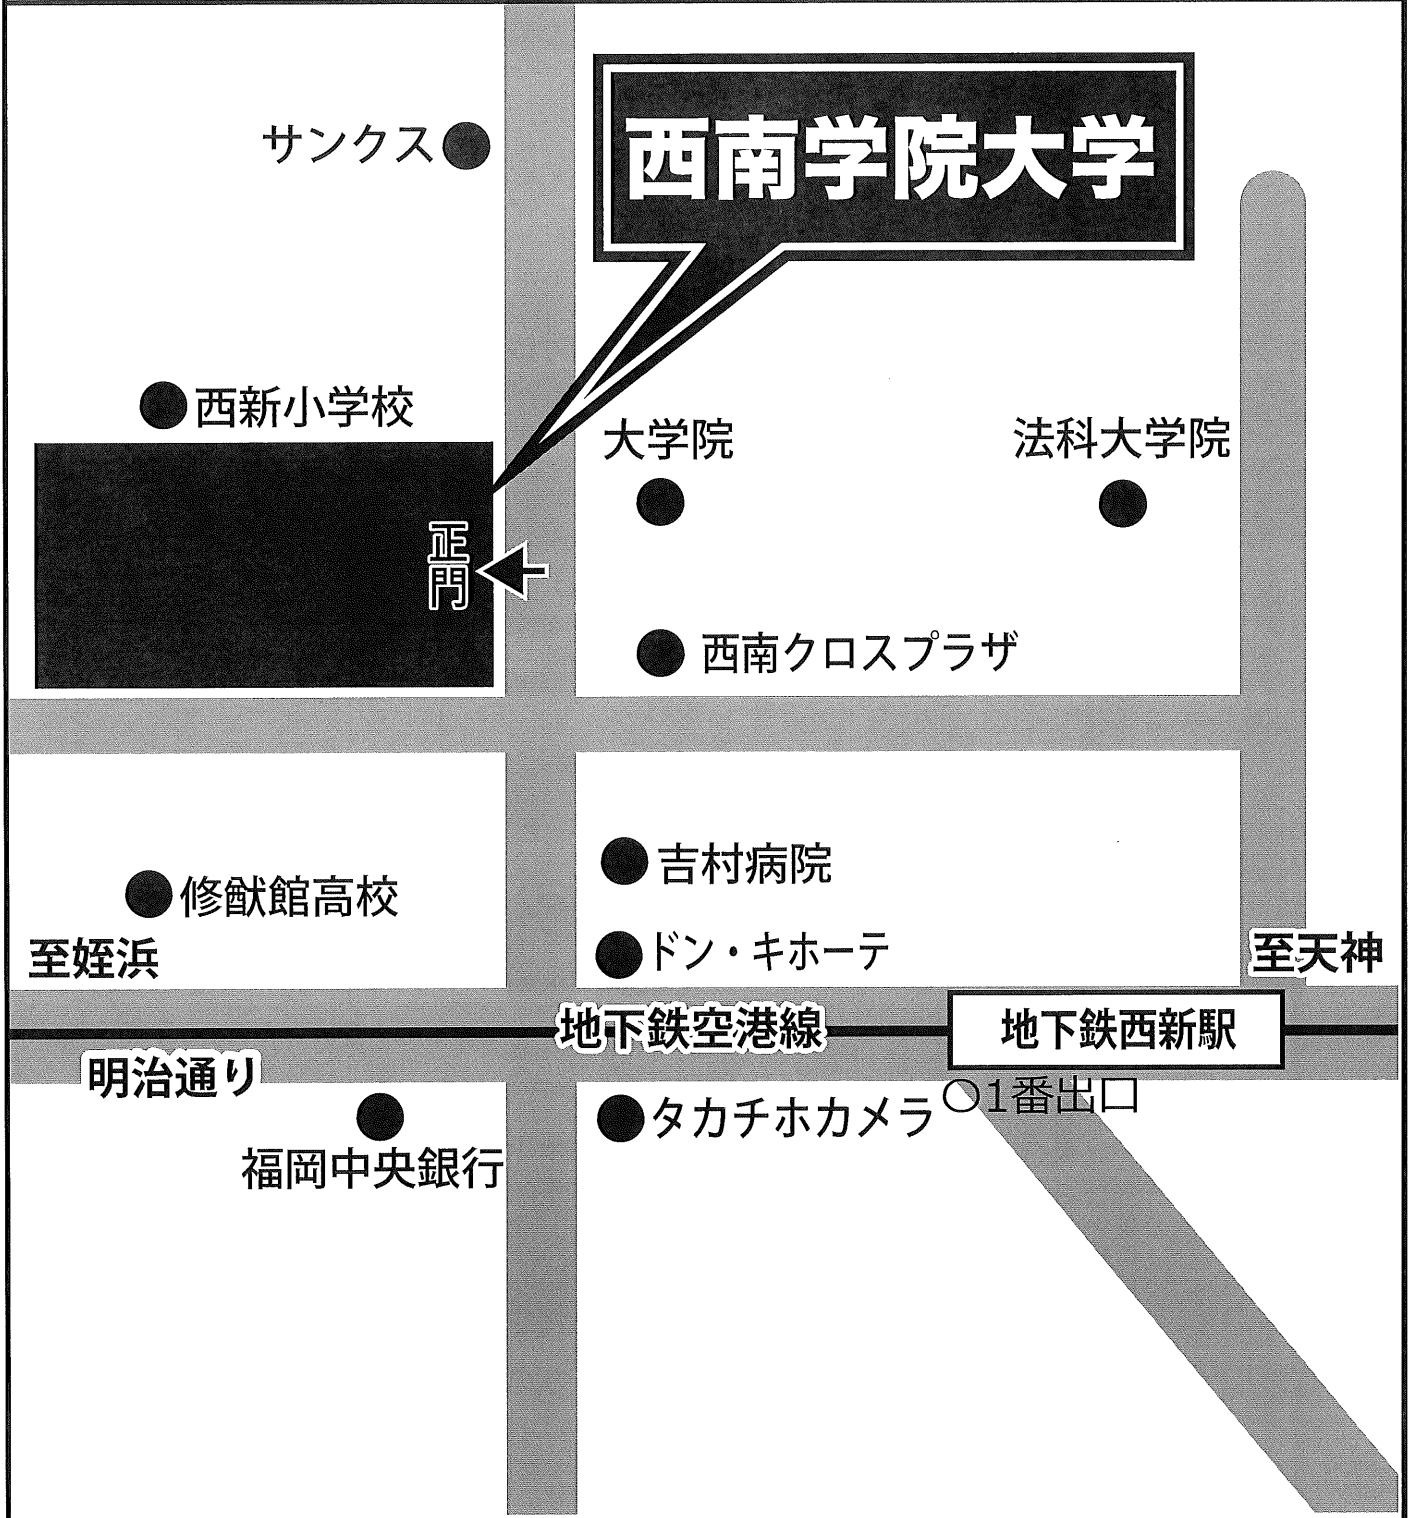 サンクス
西南学院大学
西新小学校
大学院
法科大学院
正門
西南クロスプラザ
吉村病院
修猷館高校
ドン・キホーテ
至姪浜
至天神
地下鉄空港線
地下鉄西新駅
明治通り
○1番出口
タカチホカメラ
福岡中央銀行